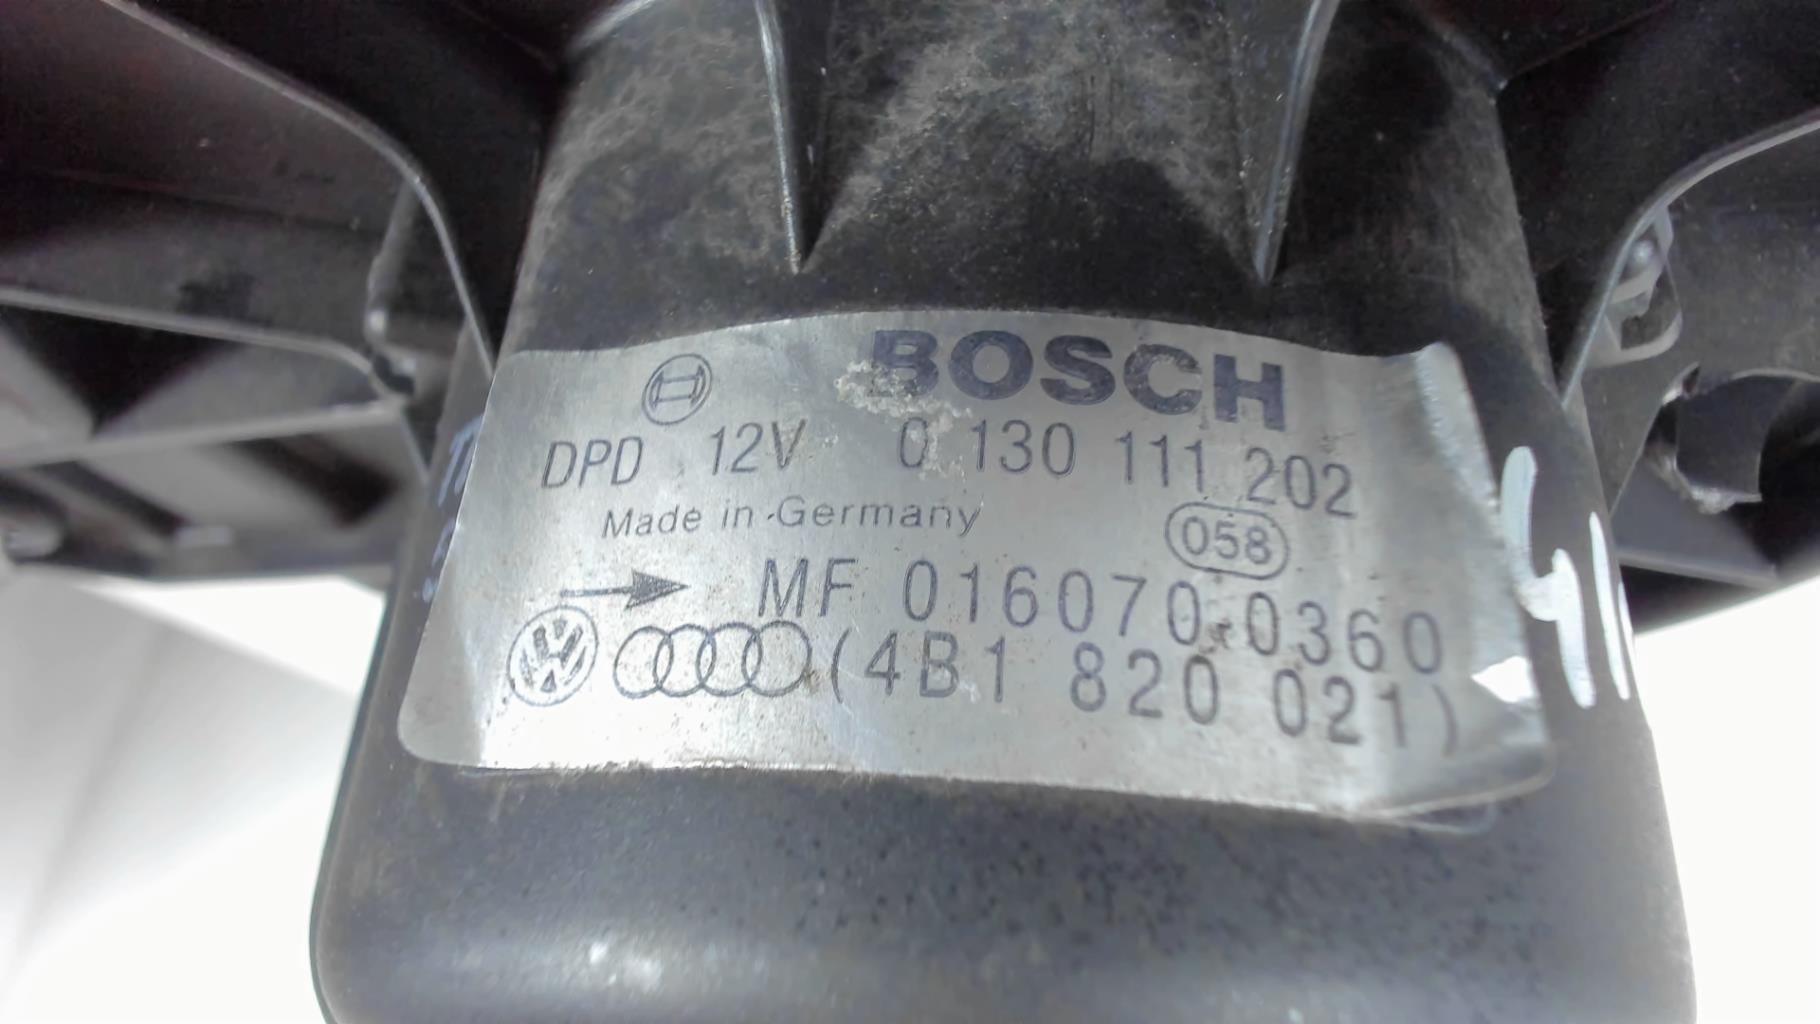 BOSCH
DPD 12V 0 130 111 202
Made in Germany 058
MF 016070 0360
(4B1 820 021)